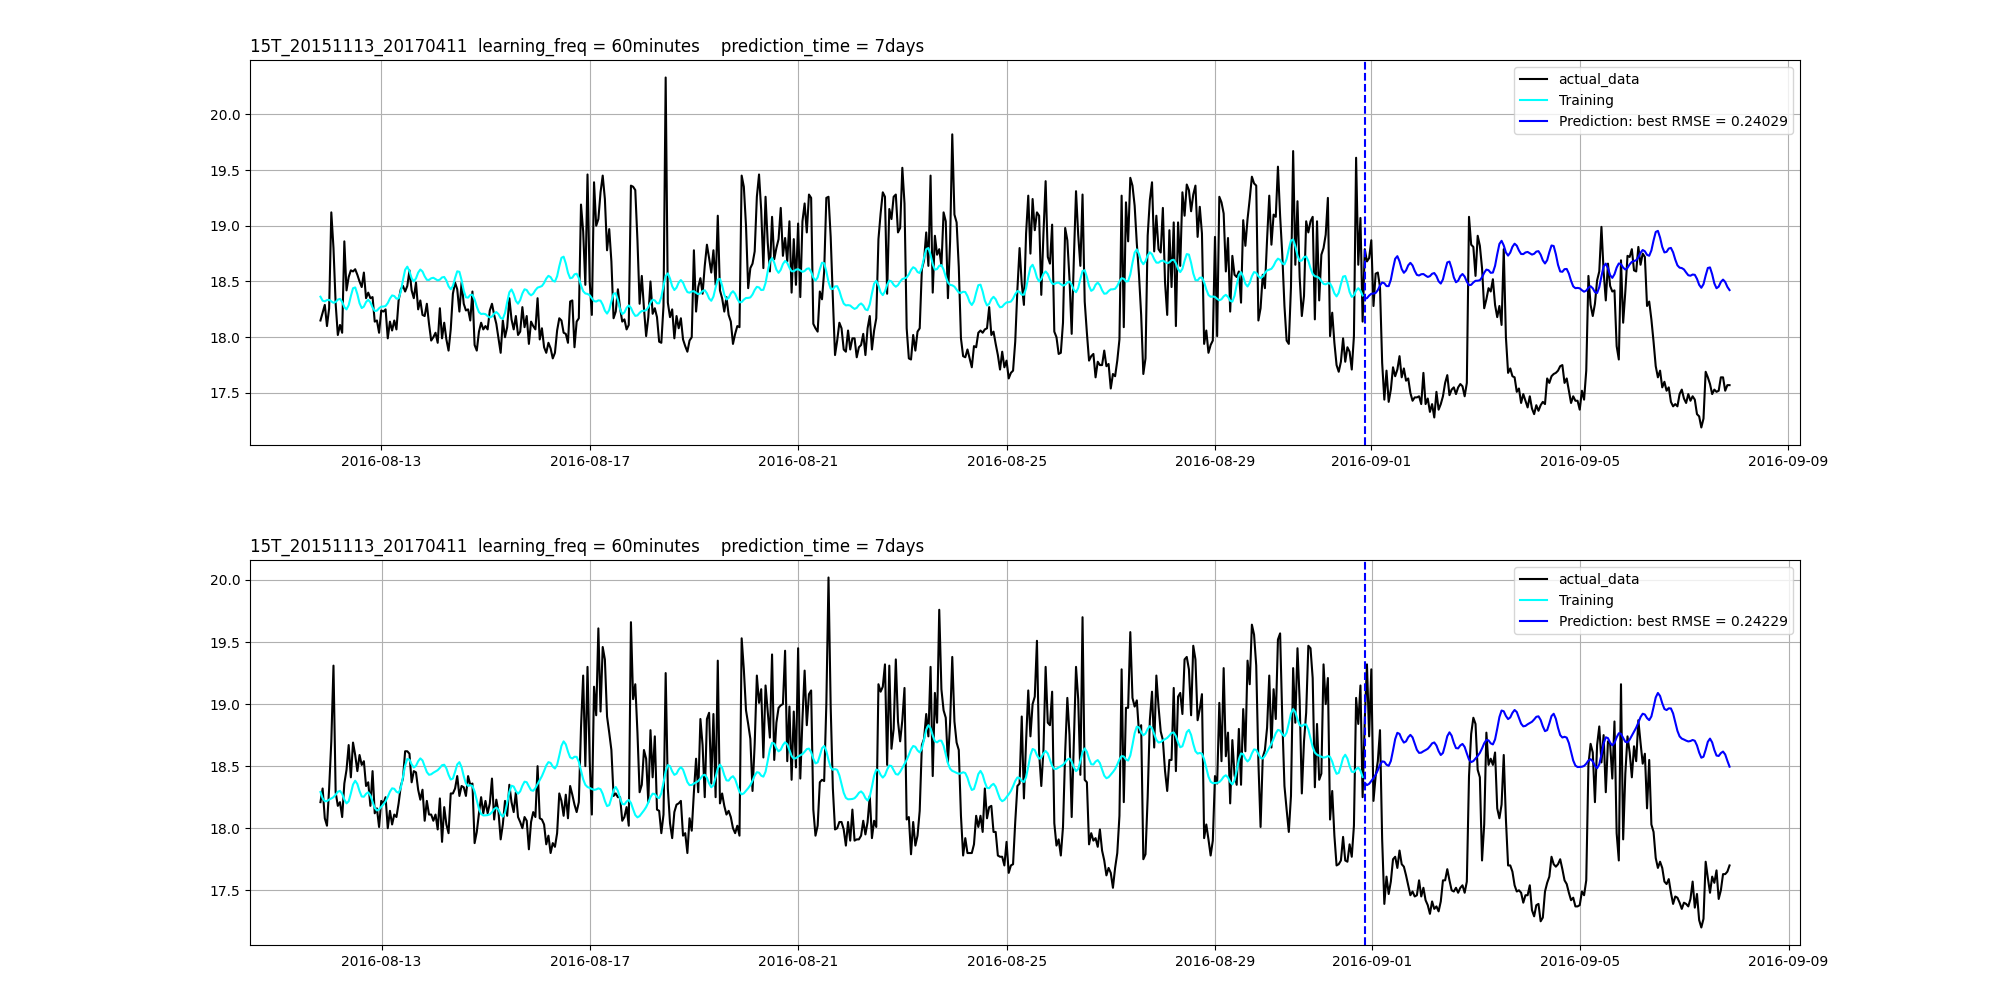 15T_20151113_20170411  learning_freq = 60minutes    prediction_time = 7days
actual_data
Training
Prediction: best RMSE = 0.24029
20.0
19.5
19.0
18.5
18.0
17.5
2016-08-13 2016-08-17 2016-08-21 2016-08-25 2016-08-29 2016-09-01 2016-09-05 2016-09-09
15T_20151113_20170411  learning_freq = 60minutes    prediction_time = 7days
actual_data
Training
Prediction: best RMSE = 0.24229
20.0
19.5
19.0
18.5
18.0
17.5
2016-08-13 2016-08-17 2016-08-21 2016-08-25 2016-08-29 2016-09-01 2016-09-05 2016-09-09